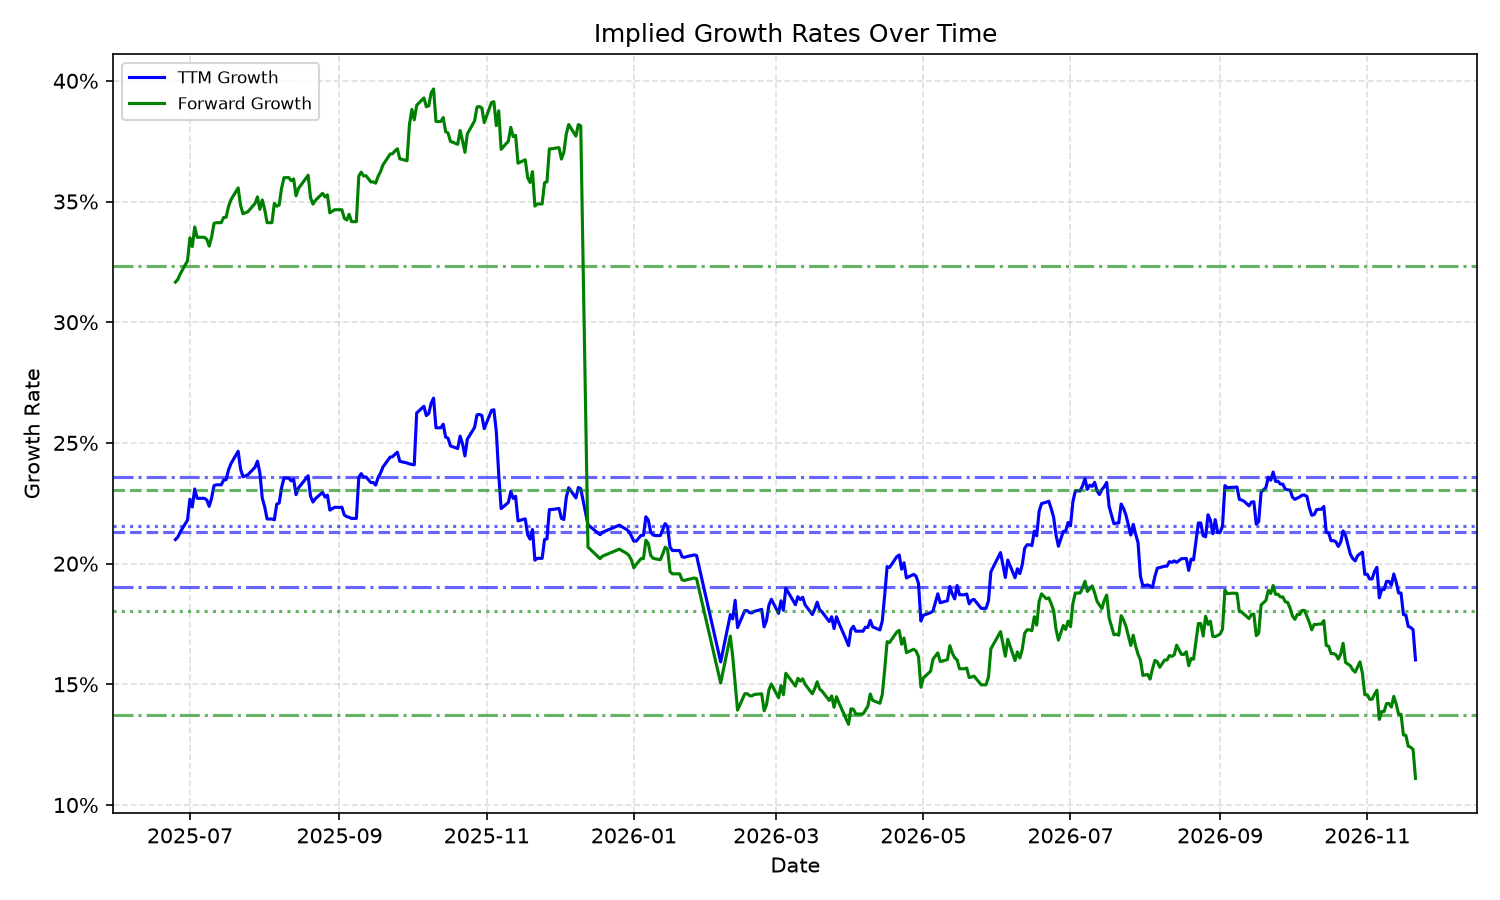 Implied Growth Rates Over Time
TTM Growth
Forward Growth
40%
35%
30%
25%
20%
15%
10%
Growth Rate
2025-07 2025-09 2025-11 2026-01 2026-03 2026-05 2026-07 2026-09 2026-11
Date